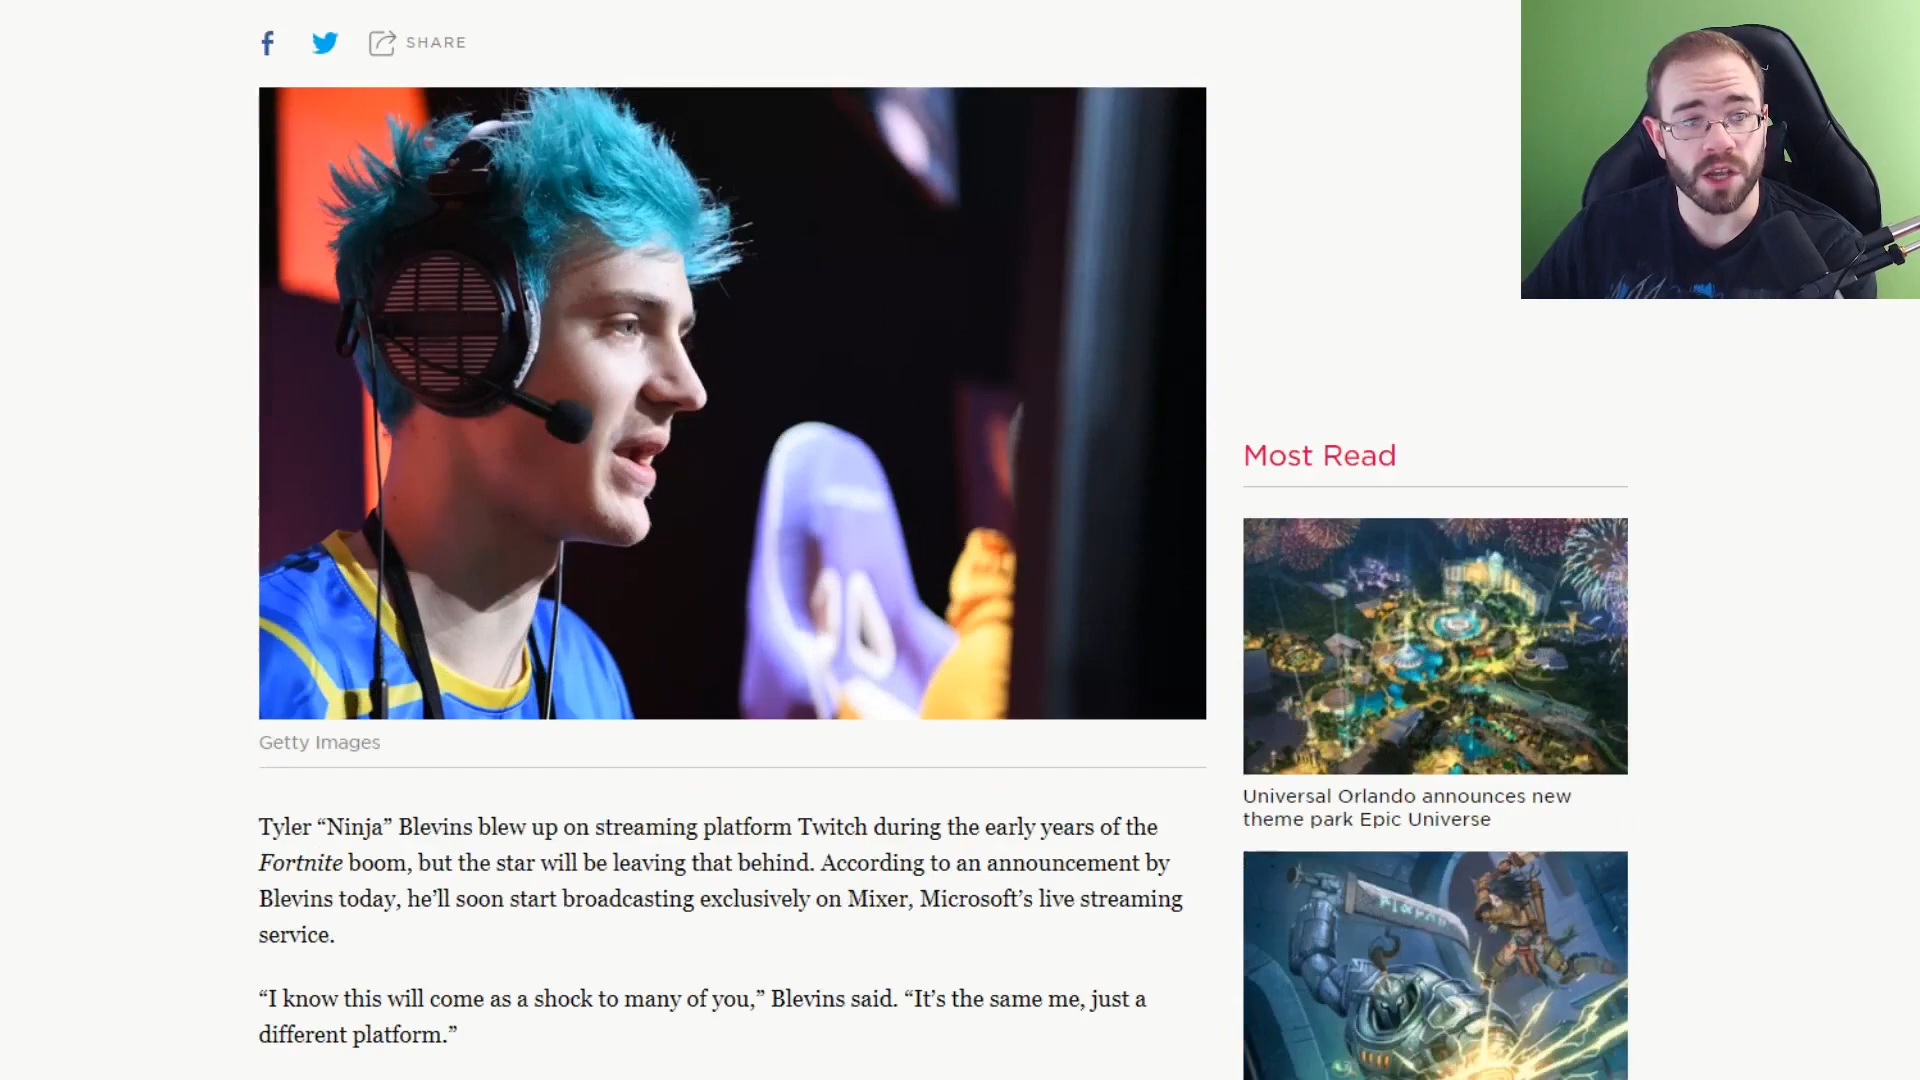 SHARE
Getty Images
Tyler “Ninja” Blevins blew up on streaming platform Twitch during the early years of the
Fortnite boom, but the star will be leaving that behind. According to an announcement by
Blevins today, he’ll soon start broadcasting exclusively on Mixer, Microsoft’s live streaming
service.
“I know this will come as a shock to many of you,” Blevins said. “It’s the same me, just a
different platform.”
Most Read
Universal Orlando announces new
theme park Epic Universe